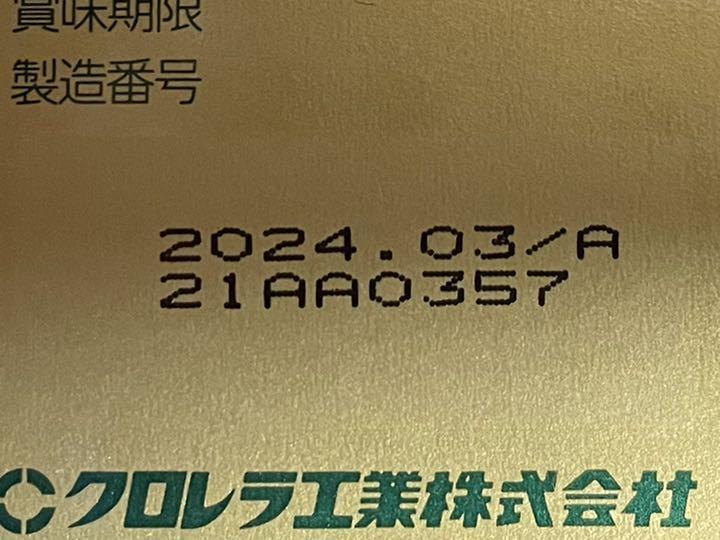 賞味期限
製造番号
2024.03/A
21AA0357
クロレラ工業株式会社